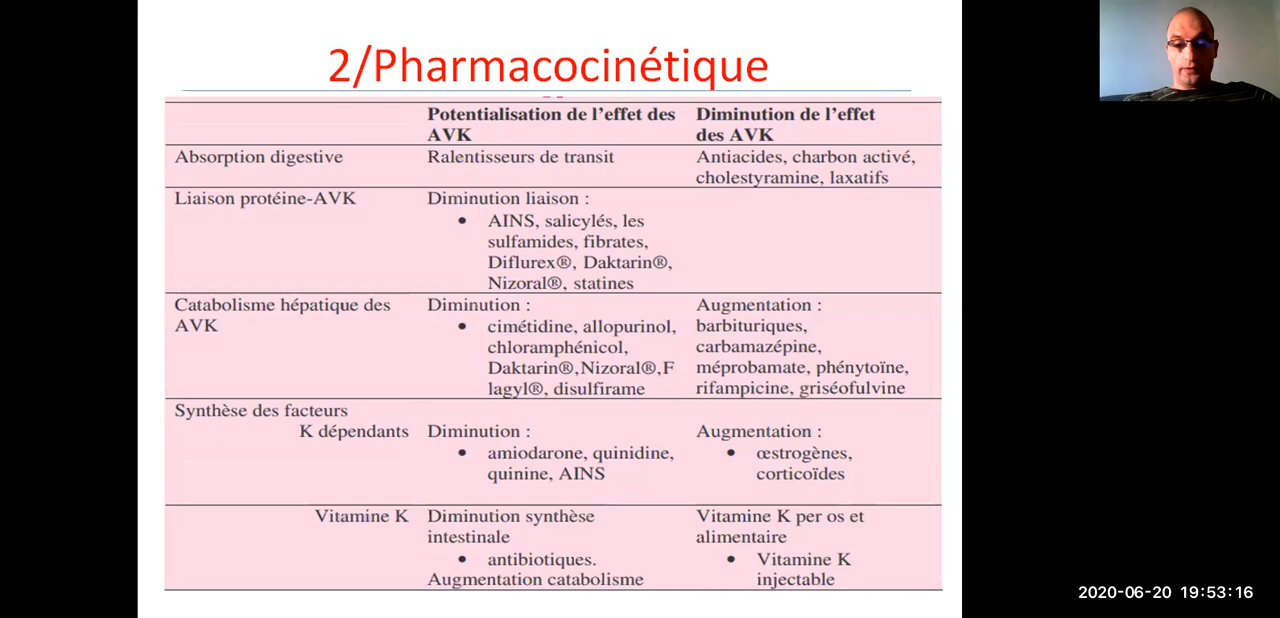 2/Pharmacocinétique
Potentialisation de l'effet des AVK
Diminution de l'effet des AVK
Absorption digestive
Ralentisseurs de transit
Antiacides, charbon activé,
cholestyramine, laxatifs
Liaison protéine-AVK
Diminution liaison :
• AINS, salicylés, les
sulfamides, fibrates,
Diflurex®, Daktarin®,
Nizoral®, statines
Catabolisme hépatique des
AVK
Diminution :
• cimétidine, allopurinol,
chloramphénicol,
Daktarin®,Nizoral®,F
lagyl®, disulfirame
Augmentation :
barbituriques,
carbamazépine,
méprobamate, phénytoïne,
rifampicine, griséofulvine
Synthèse des facteurs
K dépendants
Diminution :
• amiodarone, quinidine,
quinine, AINS
Augmentation :
• œstrogènes,
corticoïdes
Vitamine K
Diminution synthèse
intestinale
• antibiotiques.
Augmentation catabolisme
Vitamine K per os et
alimentaire
• Vitamine K
injectable
2020-06-20 19:53:16